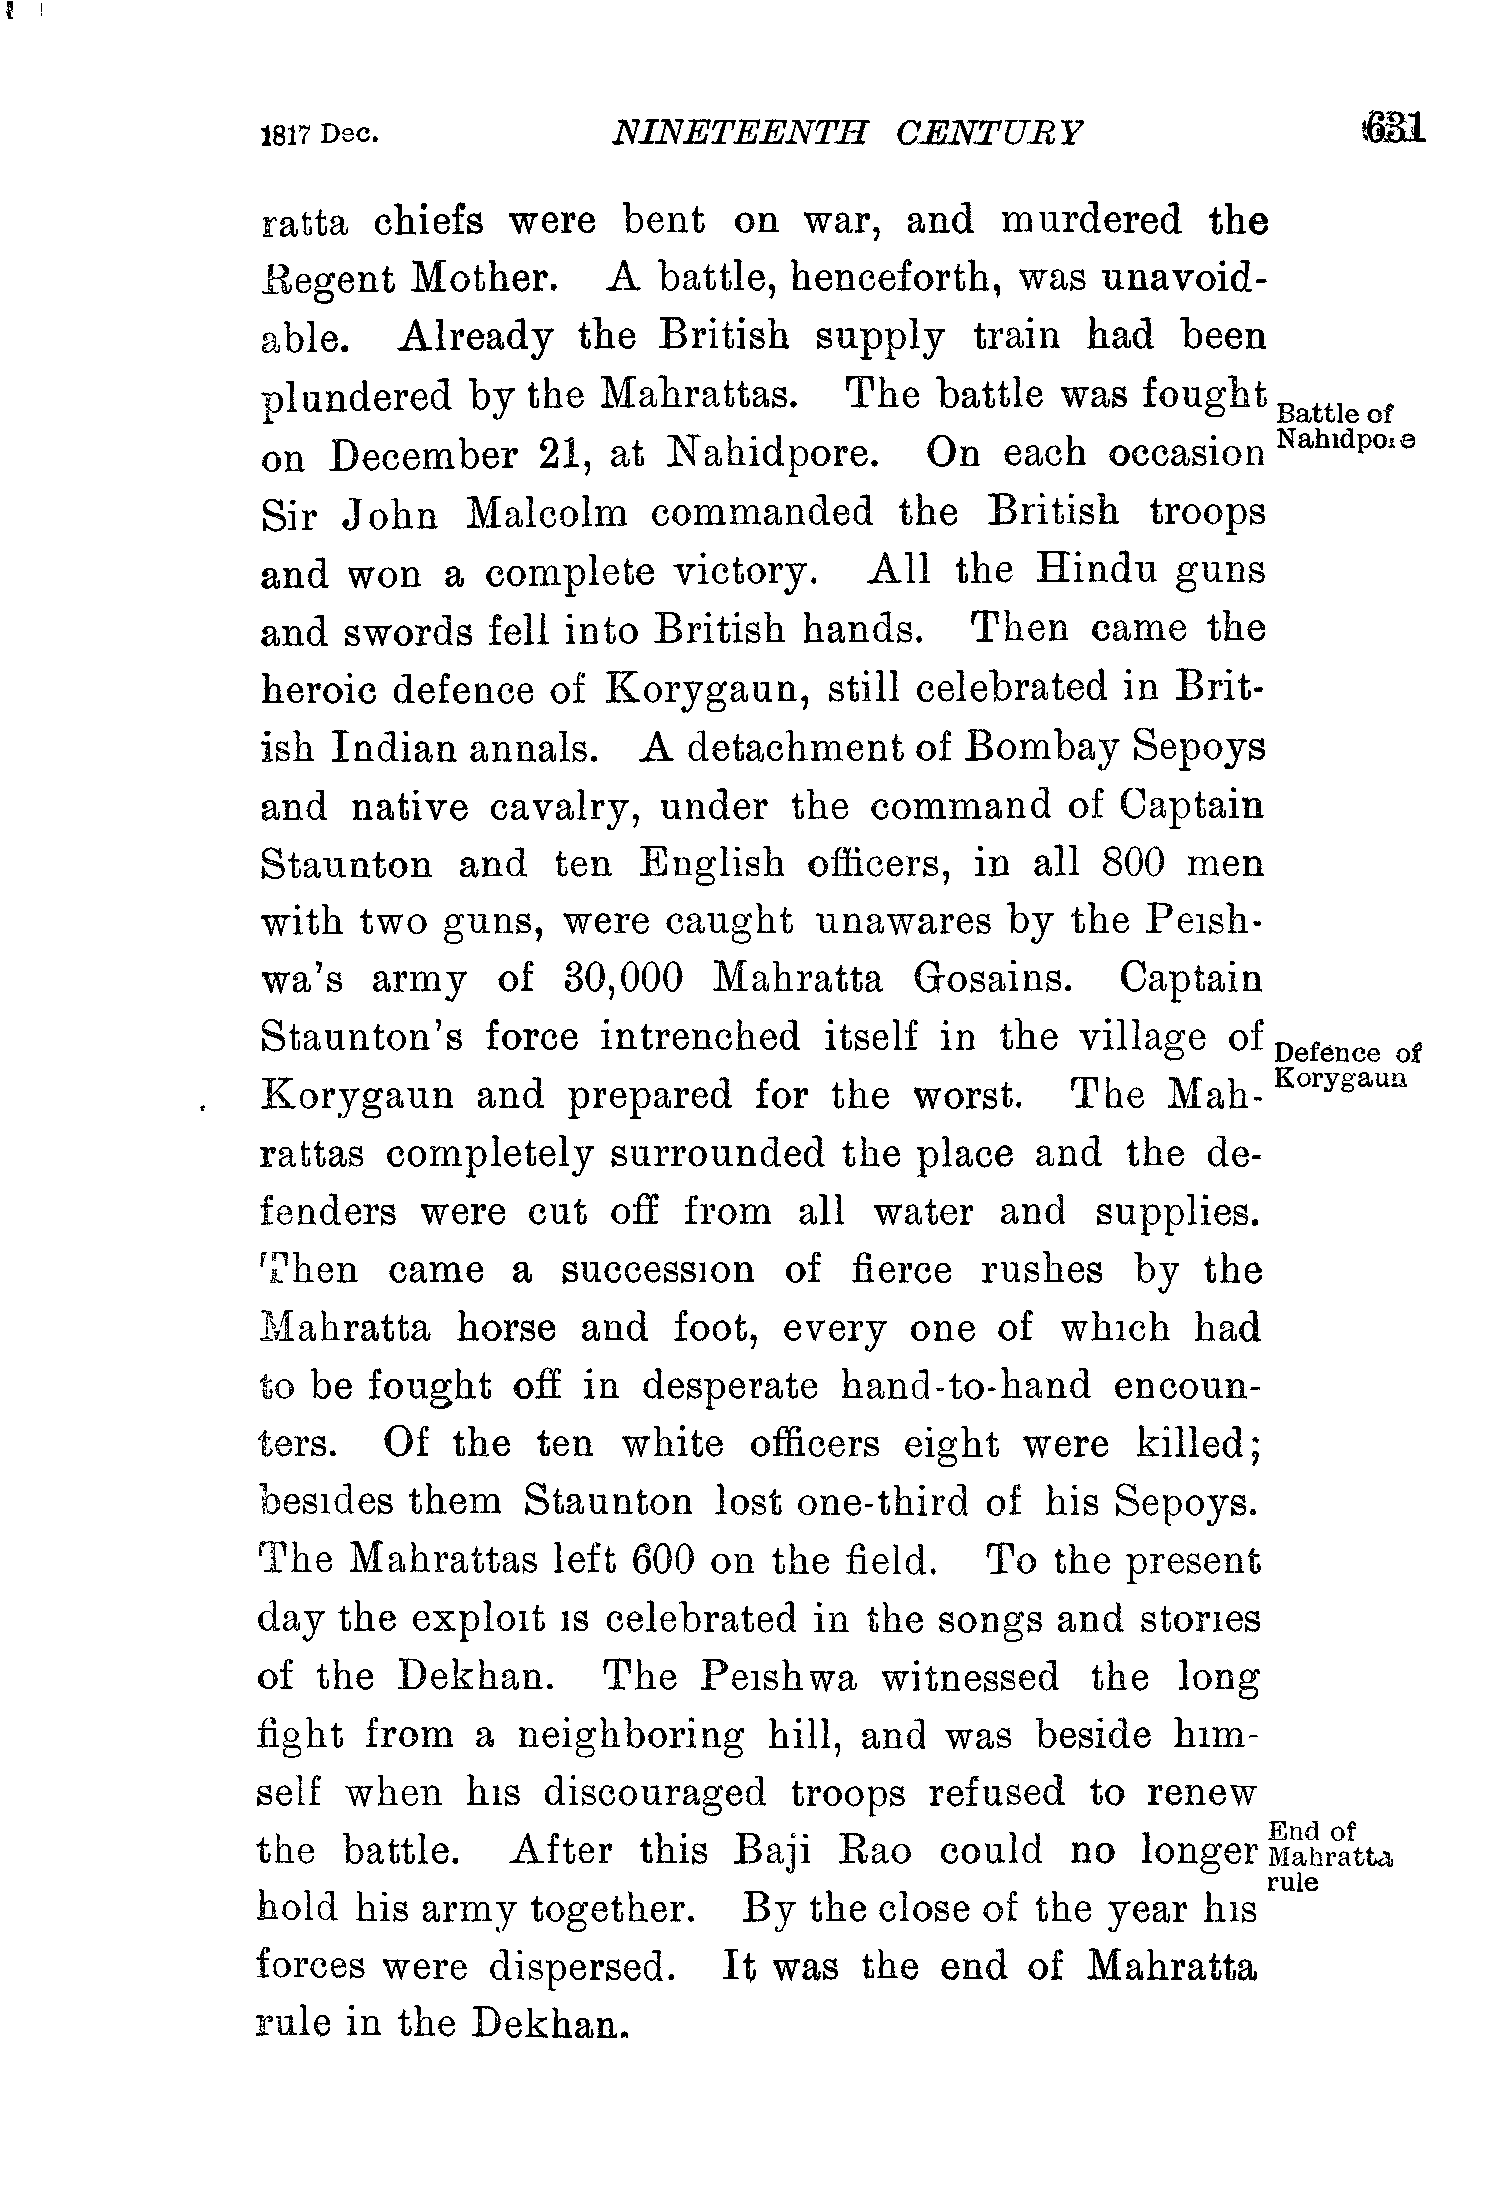 1817 Dec. NINETEENTH CENTURY 631
ratta chiefs were bent on war, and murdered the
Regent Mother. A battle, henceforth, was unavoid-
able. Already the British supply train had been
plundered by the Mahrattas. The battle was fought
on December 21, at Nahidpore. On each occasion
Battle of
Nahidpore
Sir John Malcolm commanded the British troops
and won a complete victory. All the Hindu guns
and swords fell into British hands. Then came the
heroic defence of Korygaun, still celebrated in Brit-
ish Indian annals. A detachment of Bombay Sepoys
and native cavalry, under the command of Captain
Staunton and ten English officers, in all 800 men
with two guns, were caught unawares by the Peish-
wa's army of 30,000 Mahratta Gosains. Captain
Staunton's force intrenched itself in the village of
Korygaun and prepared for the worst. The Mah-
Defence of
Korygaun
rattas completely surrounded the place and the de-
fenders were cut off from all water and supplies.
Then came a succession of fierce rushes by the
Mahratta horse and foot, every one of which had
to be fought off in desperate hand-to-hand encoun-
ters. Of the ten white officers eight were killed;
besides them Staunton lost one-third of his Sepoys.
The Mahrattas left 600 on the field. To the present
day the exploit is celebrated in the songs and stories
of the Dekhan. The Peishwa witnessed the long
fight from a neighboring hill, and was beside him-
self when his discouraged troops refused to renew
the battle. After this Baji Rao could no longer
End of
Mahratta
rule
hold his army together. By the close of the year his
forces were dispersed. It was the end of Mahratta
rule in the Dekhan.